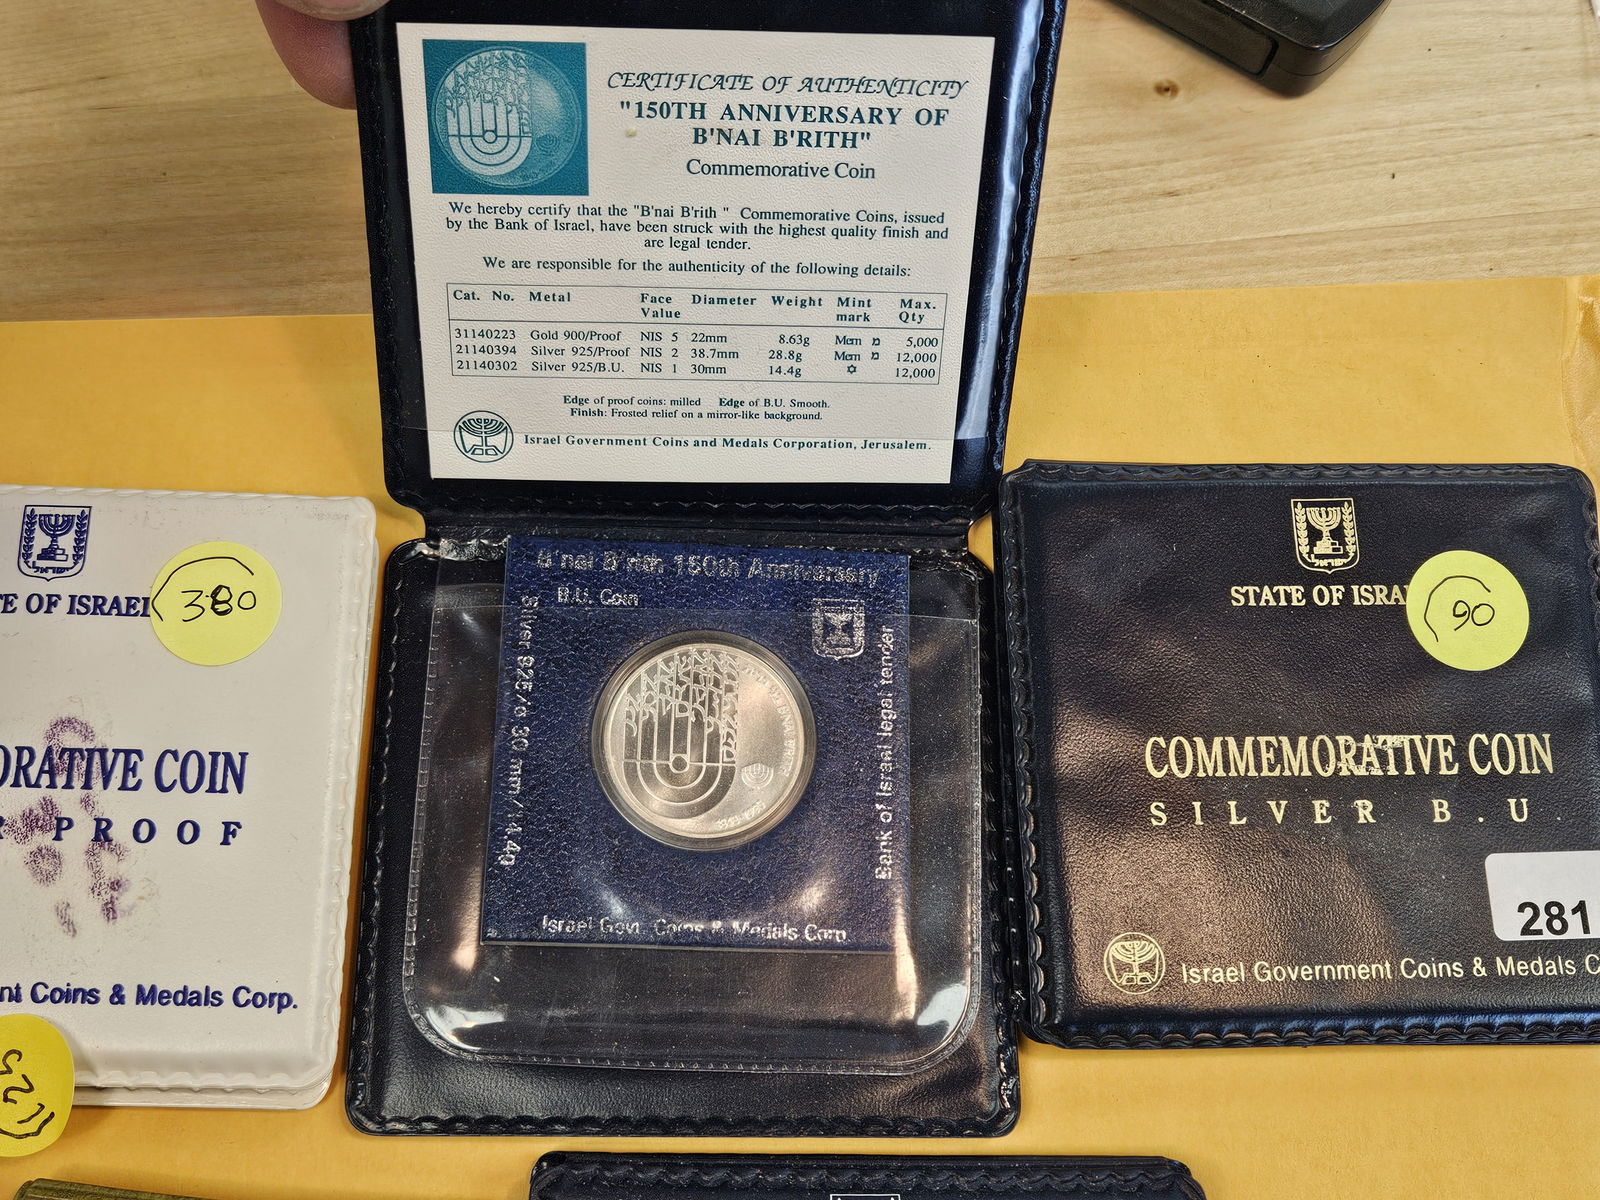 CERTIFICATE OF AUTHENTICITY
"150TH ANNIVERSARY OF
B'NAI B'RITH"
Commemorative Coin
We hereby certify that the "B'nai B'rith " Commemorative Coins, issued
by the Bank of Israel, have been struck with the highest quality finish and
are legal tender.
We are responsible for the authenticity of the following details:
Cat. No. Metal Face Value Diameter Weight Mint mark Max. Qty
31140223 Gold 900/Proof NIS 5 22mm 8.63g Mem מ 5,000
21140394 Silver 925/Proof NIS 2 38.7mm 28.8g Mem מ 12,000
21140302 Silver 925/B.U. NIS 1 30mm 14.4g ✡ 12,000
Edge of proof coins: milled Edge of B.U. Smooth.
Finish: Frosted relief on a mirror-like background.
Israel Government Coins and Medals Corporation, Jerusalem.
B'nai B'rith 150th Anniversary
B.U. Coin
Silver 925/ 30 mm/14.4g
Bank of Israel legal tender
Israel Govt. Coins & Medals Corp.
ישראל
E OF ISRAEL
380
ORATIVE COIN
R PROOF
nt Coins & Medals Corp.
125
ישראל
STATE OF ISRA
90
COMMEMORATIVE COIN
SILVER B.U.
281
Israel Government Coins & Medals C